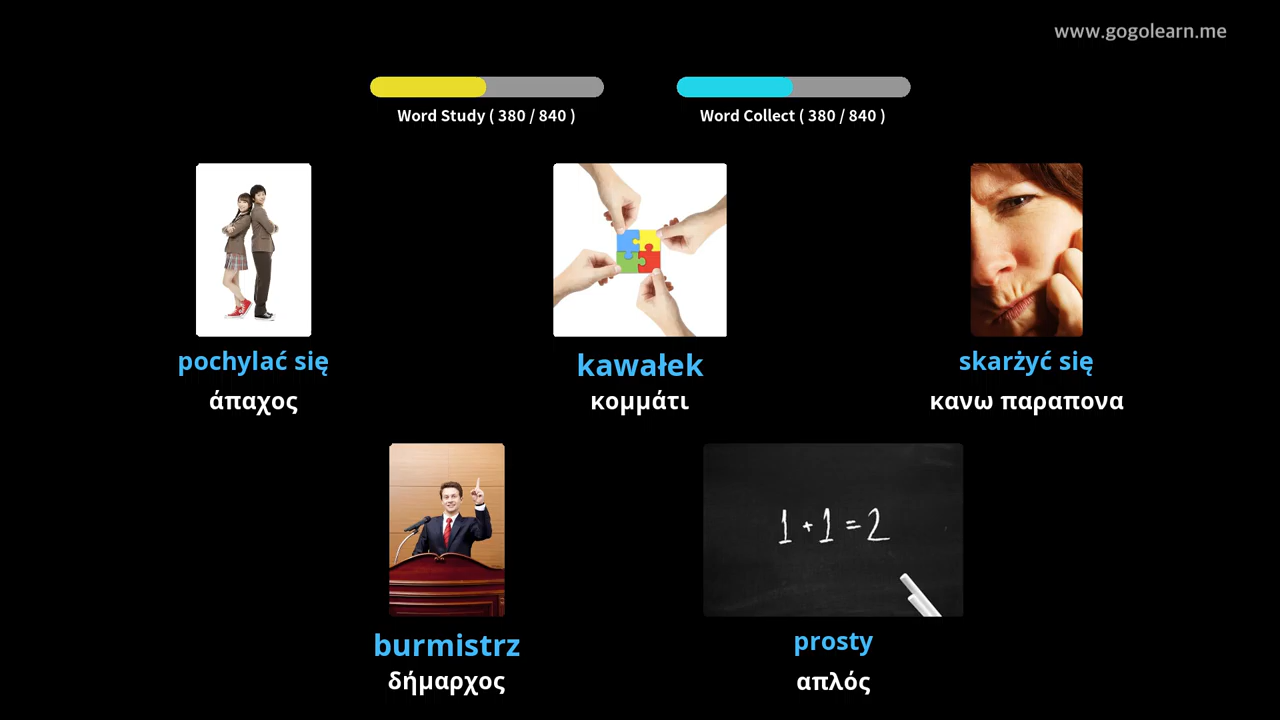 www.gogolearn.me
Word Study ( 380 / 840 )
Word Collect ( 380 / 840 )
pochylać się
άπαχος
kawałek
κομμάτι
skarżyć się
κανω παραπονα
burmistrz
δήμαρχος
prosty
απλός
1 + 1 = 2